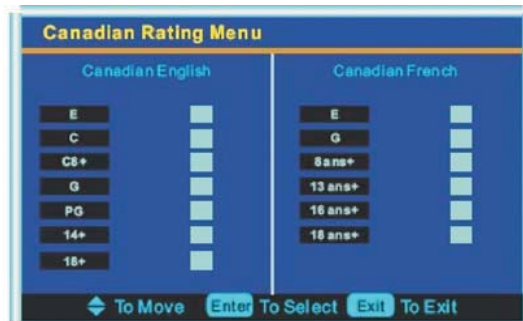 Canadian Rating Menu
Canadian English
E
C
C8+
G
PG
14+
18+
Canadian French
E
G
8ans+
13 ans+
16 ans+
18 ans+
To Move Enter To Select Exit To Exit